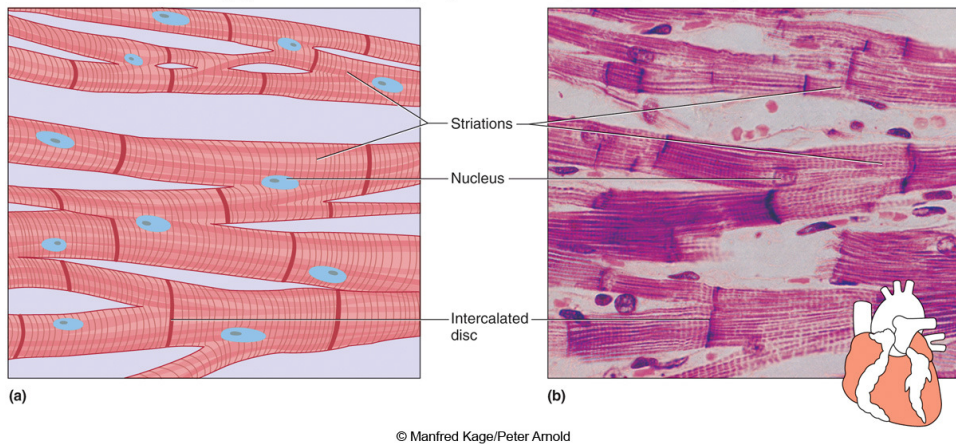 Striations
Nucleus
Intercalated
disc
(a)
(b)
© Manfred Kage/Peter Arnold